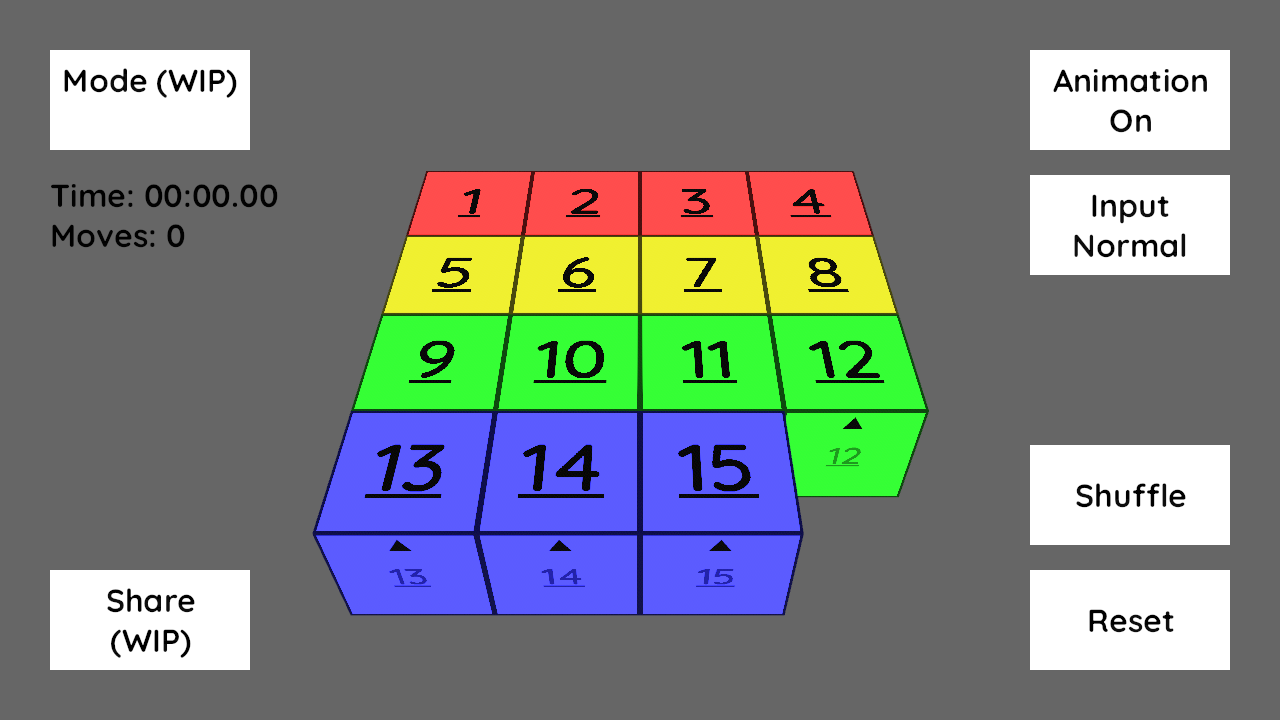 Mode (WIP)
Time: 00:00.00
Moves: 0
Animation
On
Input
Normal
1 2 3 4
5 6 7 8
9 10 11 12
12
13 14 15
13 14 15
Shuffle
Share
(WIP)
Reset